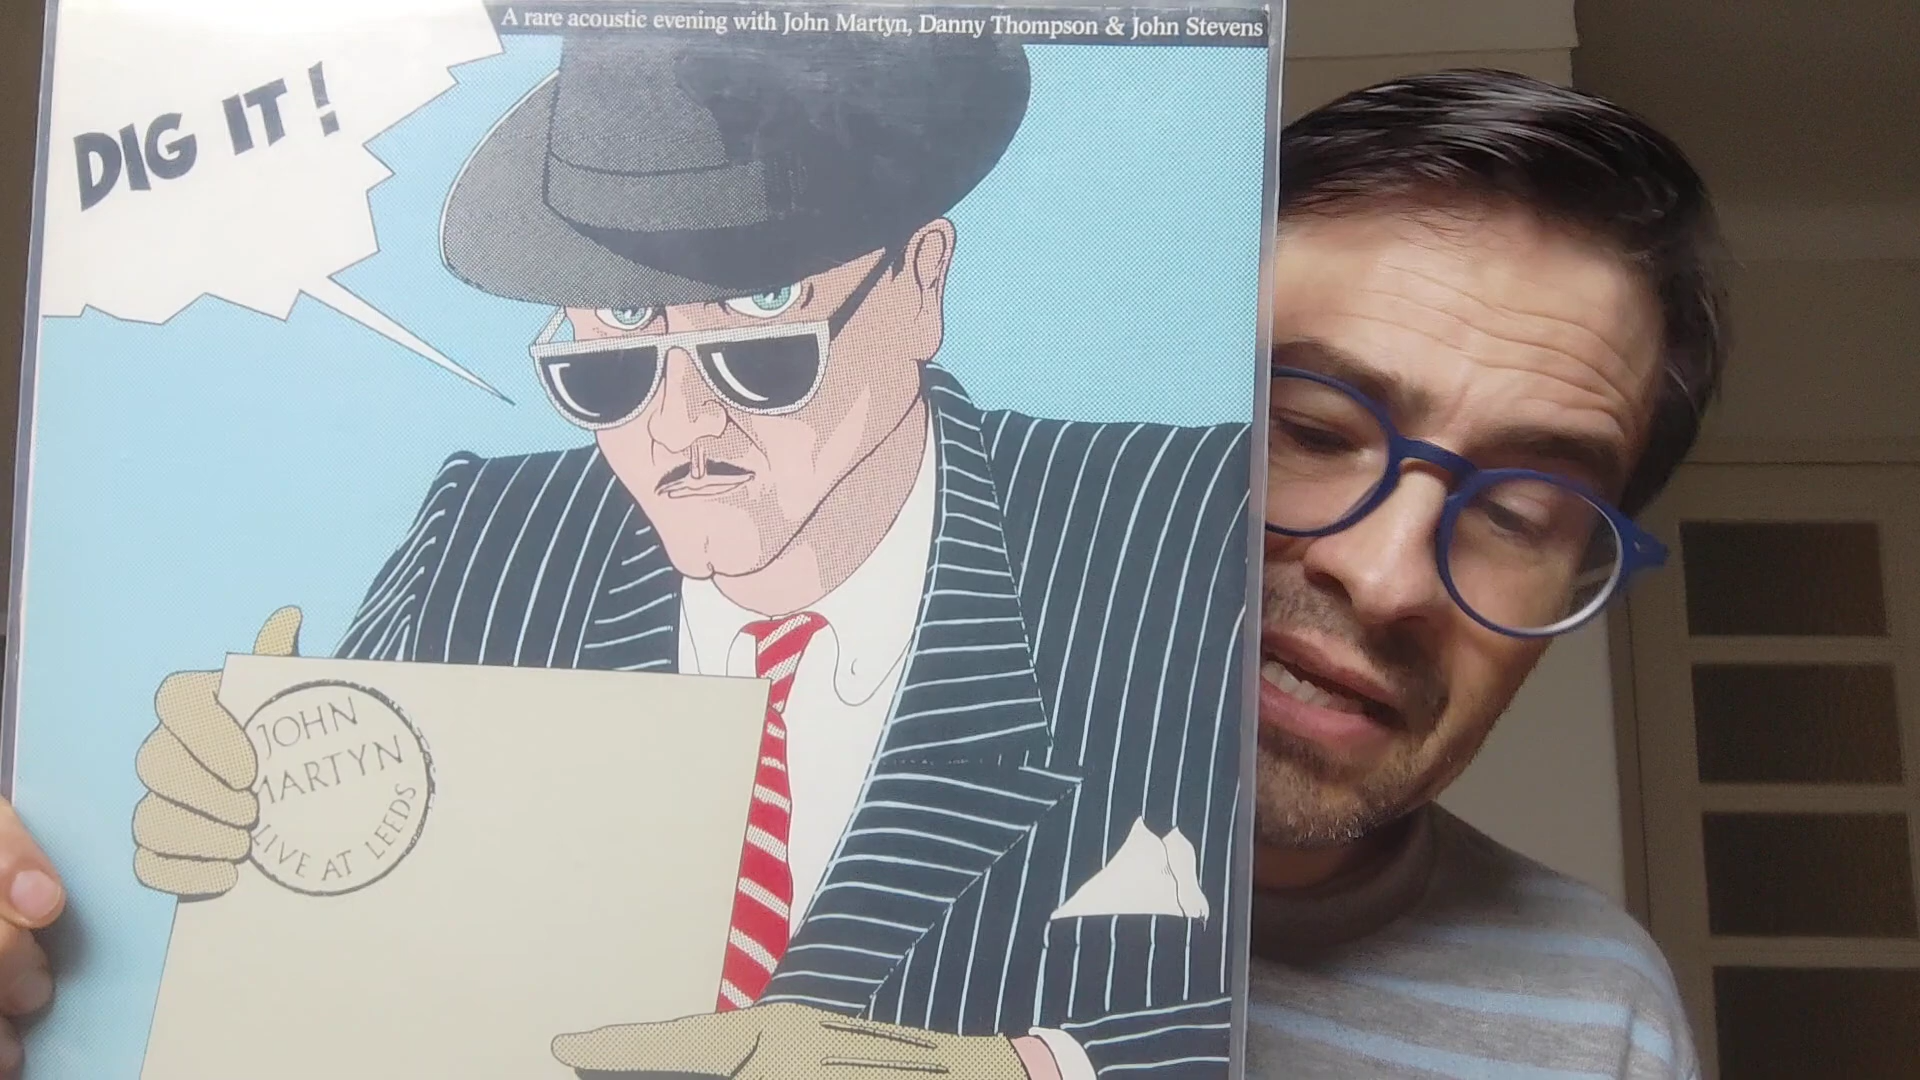 A rare acoustic evening with John Martyn, Danny Thompson & John Stevens
DIG IT!
JOHN
MARTYN
LIVE AT LEEDS